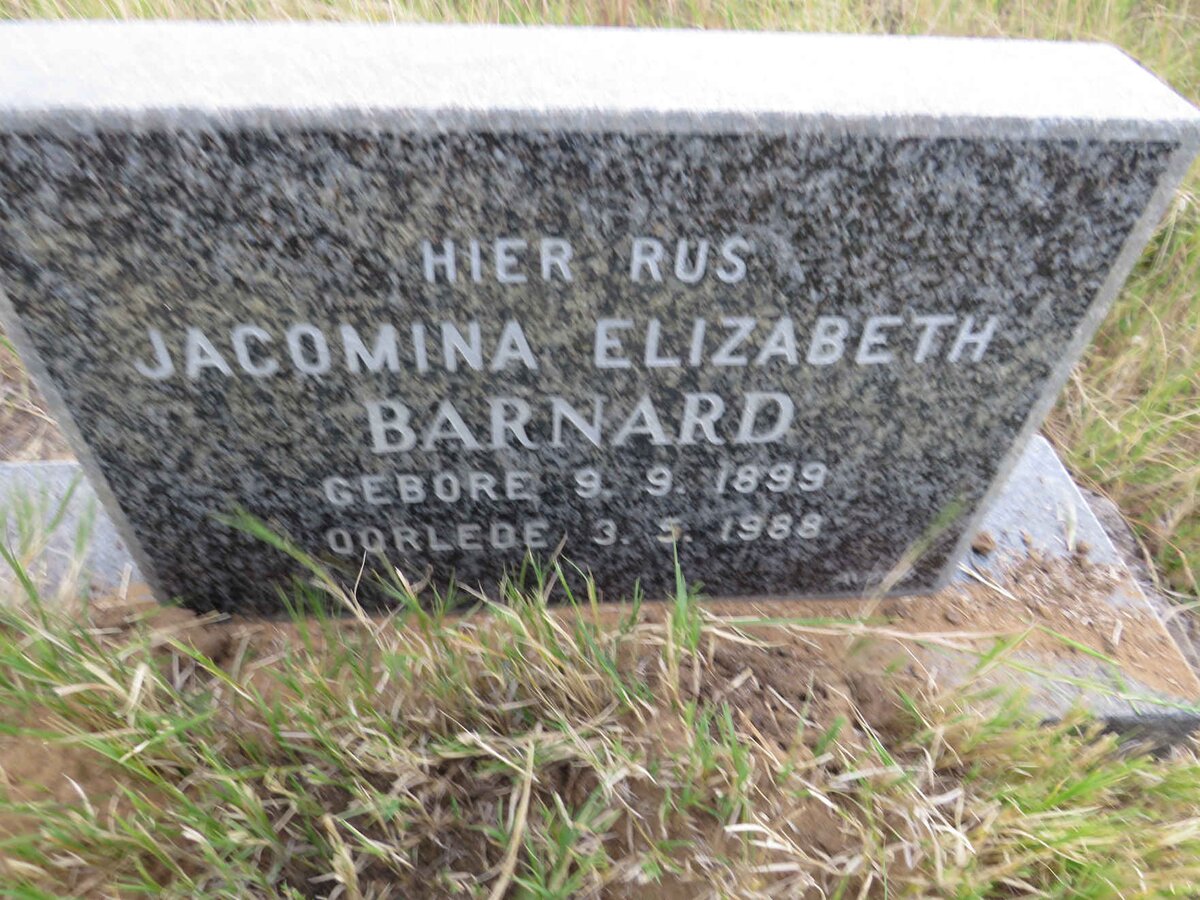 HIER RUS
JACOMINA ELIZABETH
BARNARD
GEBORE 9. 9. 1899
OORLEDE 3. 5. 1988